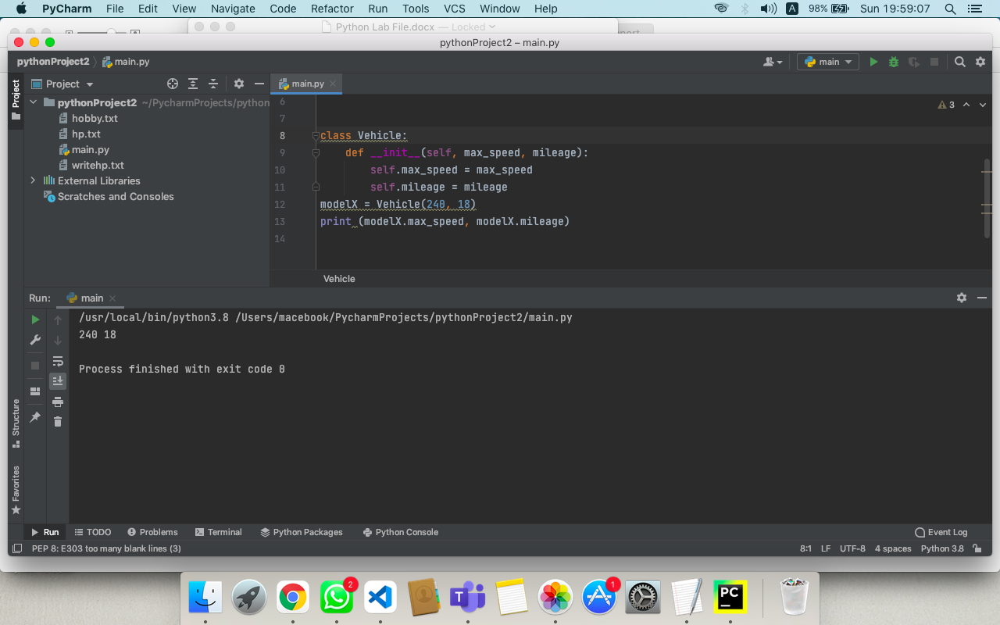 PyCharm File Edit View Navigate Code Refactor Run Tools VCS Window Help A 98% Sun 19:59:07
Python Lab File.docx — Locked
pythonProject2 – main.py
pythonProject2 main.py main
Project Project main.py
pythonProject2 ~/PycharmProjects/python
hobby.txt
hp.txt
main.py
writehp.txt
External Libraries
Scratches and Consoles
3
6
7
8 class Vehicle:
9 def __init__(self, max_speed, mileage):
10 self.max_speed = max_speed
11 self.mileage = mileage
12 modelX = Vehicle(240, 18)
13 print (modelX.max_speed, modelX.mileage)
14
Vehicle
Run: main
/usr/local/bin/python3.8 /Users/macebook/PycharmProjects/pythonProject2/main.py
240 18
Process finished with exit code 0
Structure
Favorites
Run TODO Problems Terminal Python Packages Python Console Event Log
PEP 8: E303 too many blank lines (3) 8:1 LF UTF-8 4 spaces Python 3.8
2
1
T
PC